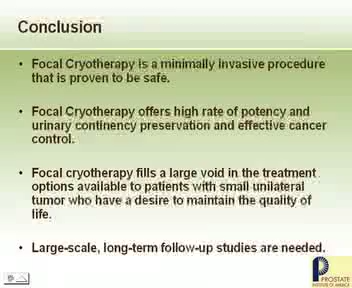 Conclusion
• Focal Cryotherapy is a minimally invasive procedure
that is proven to be safe.
• Focal Cryotherapy offers high rate of potency and
urinary continency preservation and effective cancer
control.
• Focal cryotherapy fills a large void in the treatment
options available to patients with small unilateral
tumor who have a desire to maintain the quality of
life.
• Large-scale, long-term follow-up studies are needed.
PROSTATE
INSTITUTE OF AMERICA